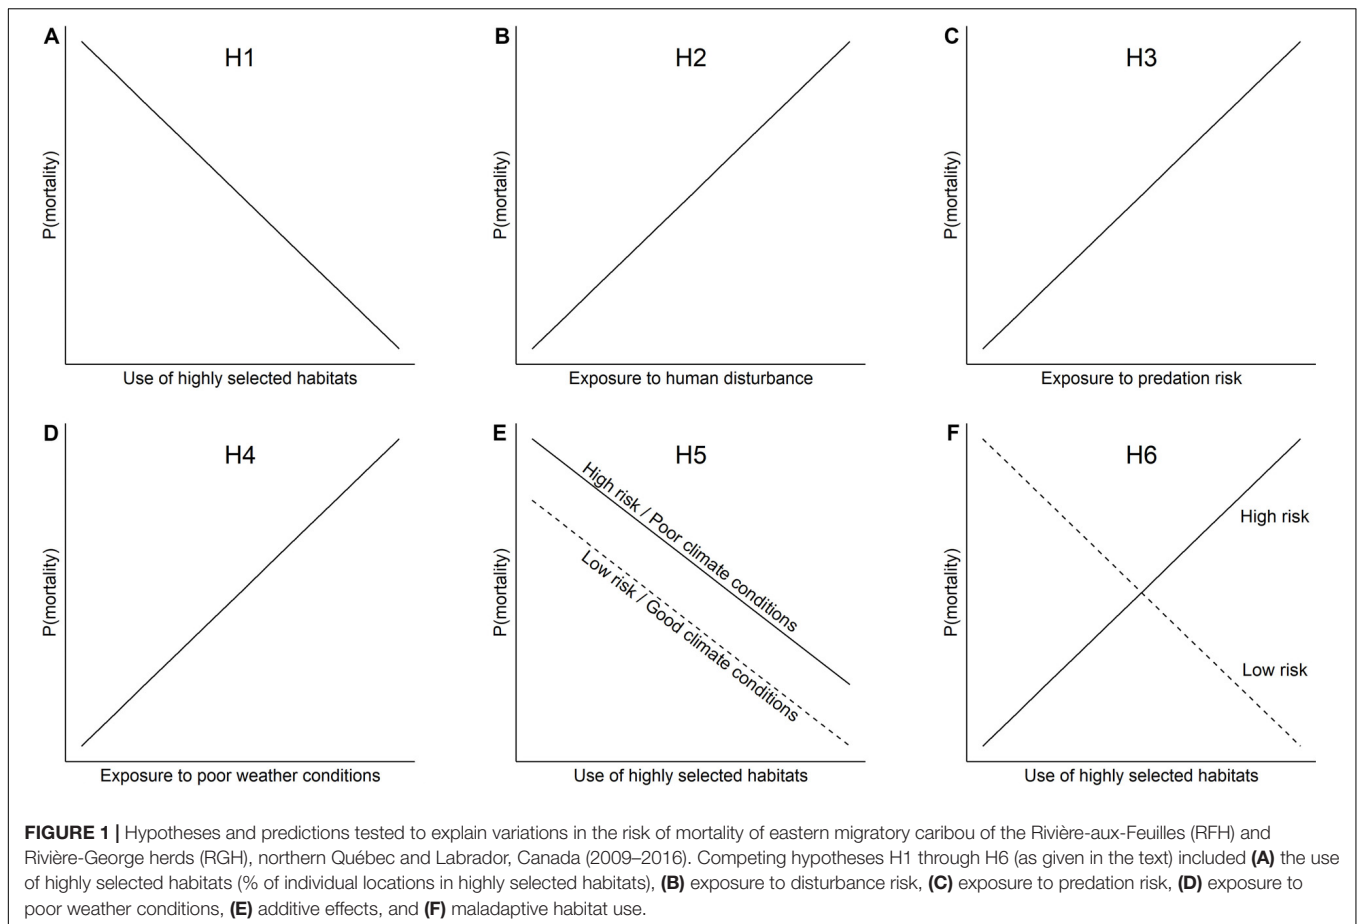 A
H1
P(mortality)
Use of highly selected habitats
B
H2
P(mortality)
Exposure to human disturbance
C
H3
P(mortality)
Exposure to predation risk
D
H4
P(mortality)
Exposure to poor weather conditions
E
H5
High risk / Poor climate conditions
Low risk / Good climate conditions
P(mortality)
Use of highly selected habitats
F
H6
High risk
Low risk
P(mortality)
Use of highly selected habitats
FIGURE 1 | Hypotheses and predictions tested to explain variations in the risk of mortality of eastern migratory caribou of the Rivière-aux-Feuilles (RFH) and
Rivière-George herds (RGH), northern Québec and Labrador, Canada (2009–2016). Competing hypotheses H1 through H6 (as given in the text) included (A) the use
of highly selected habitats (% of individual locations in highly selected habitats), (B) exposure to disturbance risk, (C) exposure to predation risk, (D) exposure to
poor weather conditions, (E) additive effects, and (F) maladaptive habitat use.